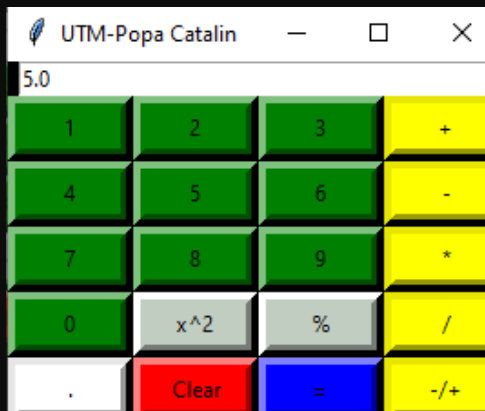 UTM-Popa Catalin
5.0
1 2 3 +
4 5 6 -
7 8 9 *
0 x^2 % /
. Clear = -/+